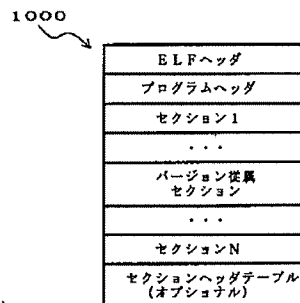 1000
ELFヘッダ
プログラムヘッダ
セクション1
・・・
バージョン従属
セクション
・・・
セクションN
セクションヘッダテーブル
(オプショナル)